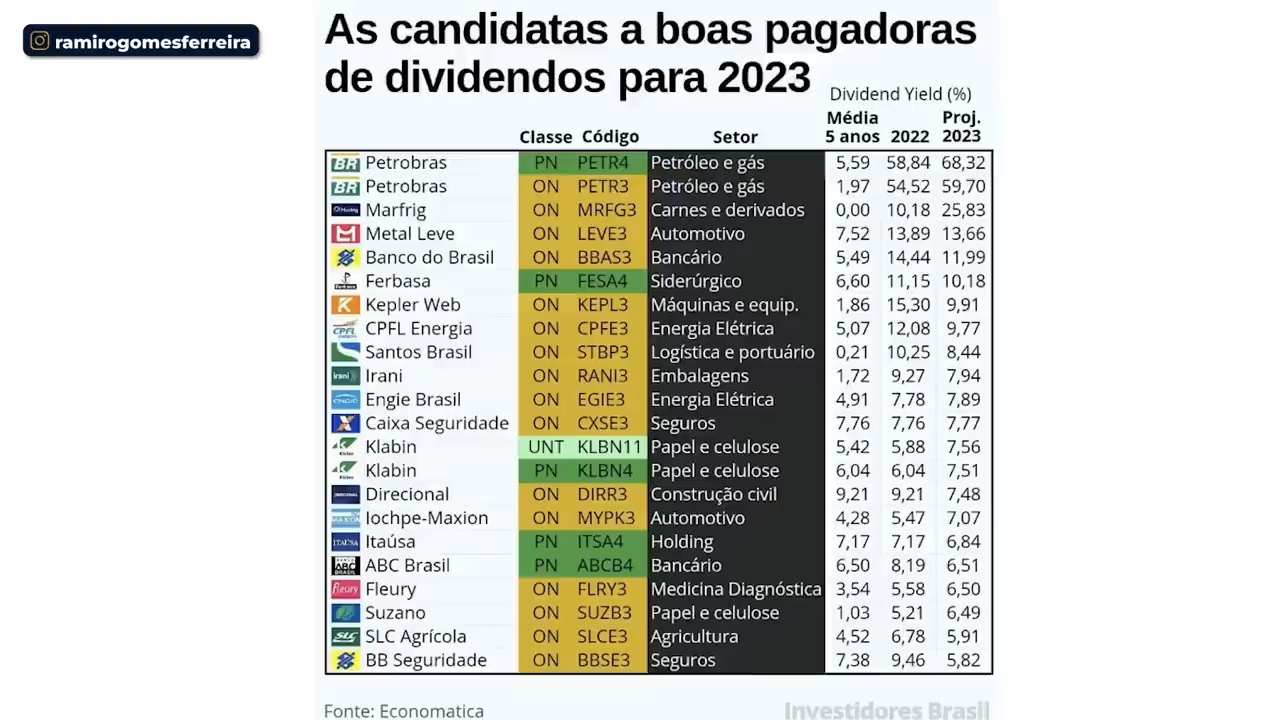 ramirogomesferreira
As candidatas a boas pagadoras
de dividendos para 2023
Dividend Yield (%)
Classe Código Setor Média 5 anos 2022 Proj. 2023
Petrobras PN PETR4 Petróleo e gás 5,59 58,84 68,32
Petrobras ON PETR3 Petróleo e gás 1,97 54,52 59,70
Marfrig ON MRFG3 Carnes e derivados 0,00 10,18 25,83
Metal Leve ON LEVE3 Automotivo 7,52 13,89 13,66
Banco do Brasil ON BBAS3 Bancário 5,49 14,44 11,99
Ferbasa PN FESA4 Siderúrgico 6,60 11,15 10,18
Kepler Web ON KEPL3 Máquinas e equip. 1,86 15,30 9,91
CPFL Energia ON CPFE3 Energia Elétrica 5,07 12,08 9,77
Santos Brasil ON STBP3 Logística e portuário 0,21 10,25 8,44
Irani ON RANI3 Embalagens 1,72 9,27 7,94
Engie Brasil ON EGIE3 Energia Elétrica 4,91 7,78 7,89
Caixa Seguridade ON CXSE3 Seguros 7,76 7,76 7,77
Klabin UNT KLBN11 Papel e celulose 5,42 5,88 7,56
Klabin PN KLBN4 Papel e celulose 6,04 6,04 7,51
Direcional ON DIRR3 Construção civil 9,21 9,21 7,48
Iochpe-Maxion ON MYPK3 Automotivo 4,28 5,47 7,07
Itaúsa PN ITSA4 Holding 7,17 7,17 6,84
ABC Brasil PN ABCB4 Bancário 6,50 8,19 6,51
Fleury ON FLRY3 Medicina Diagnóstica 3,54 5,58 6,50
Suzano ON SUZB3 Papel e celulose 1,03 5,21 6,49
SLC Agrícola ON SLCE3 Agricultura 4,52 6,78 5,91
BB Seguridade ON BBSE3 Seguros 7,38 9,46 5,82
Fonte: Economatica
Investidores Brasil